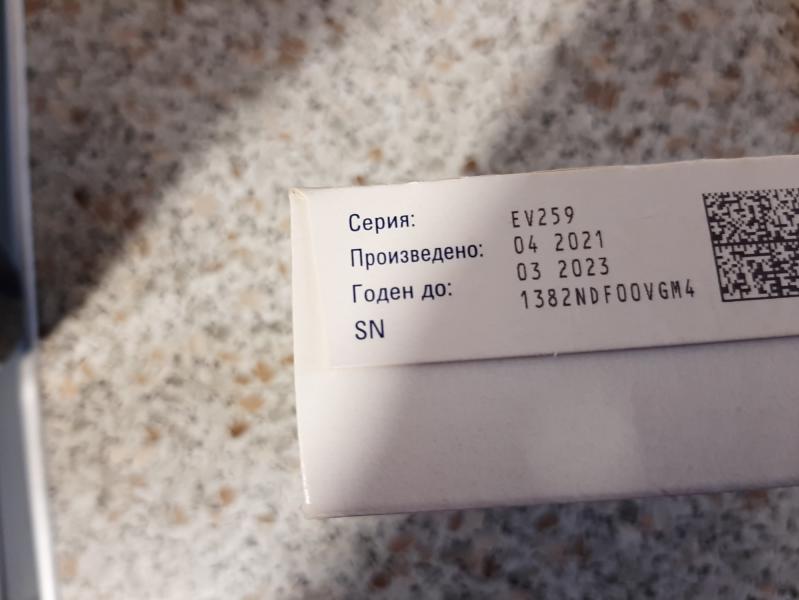 Серия: EV259
Произведено: 04 2021
Годен до: 03 2023
SN 1382NDF00VGM4